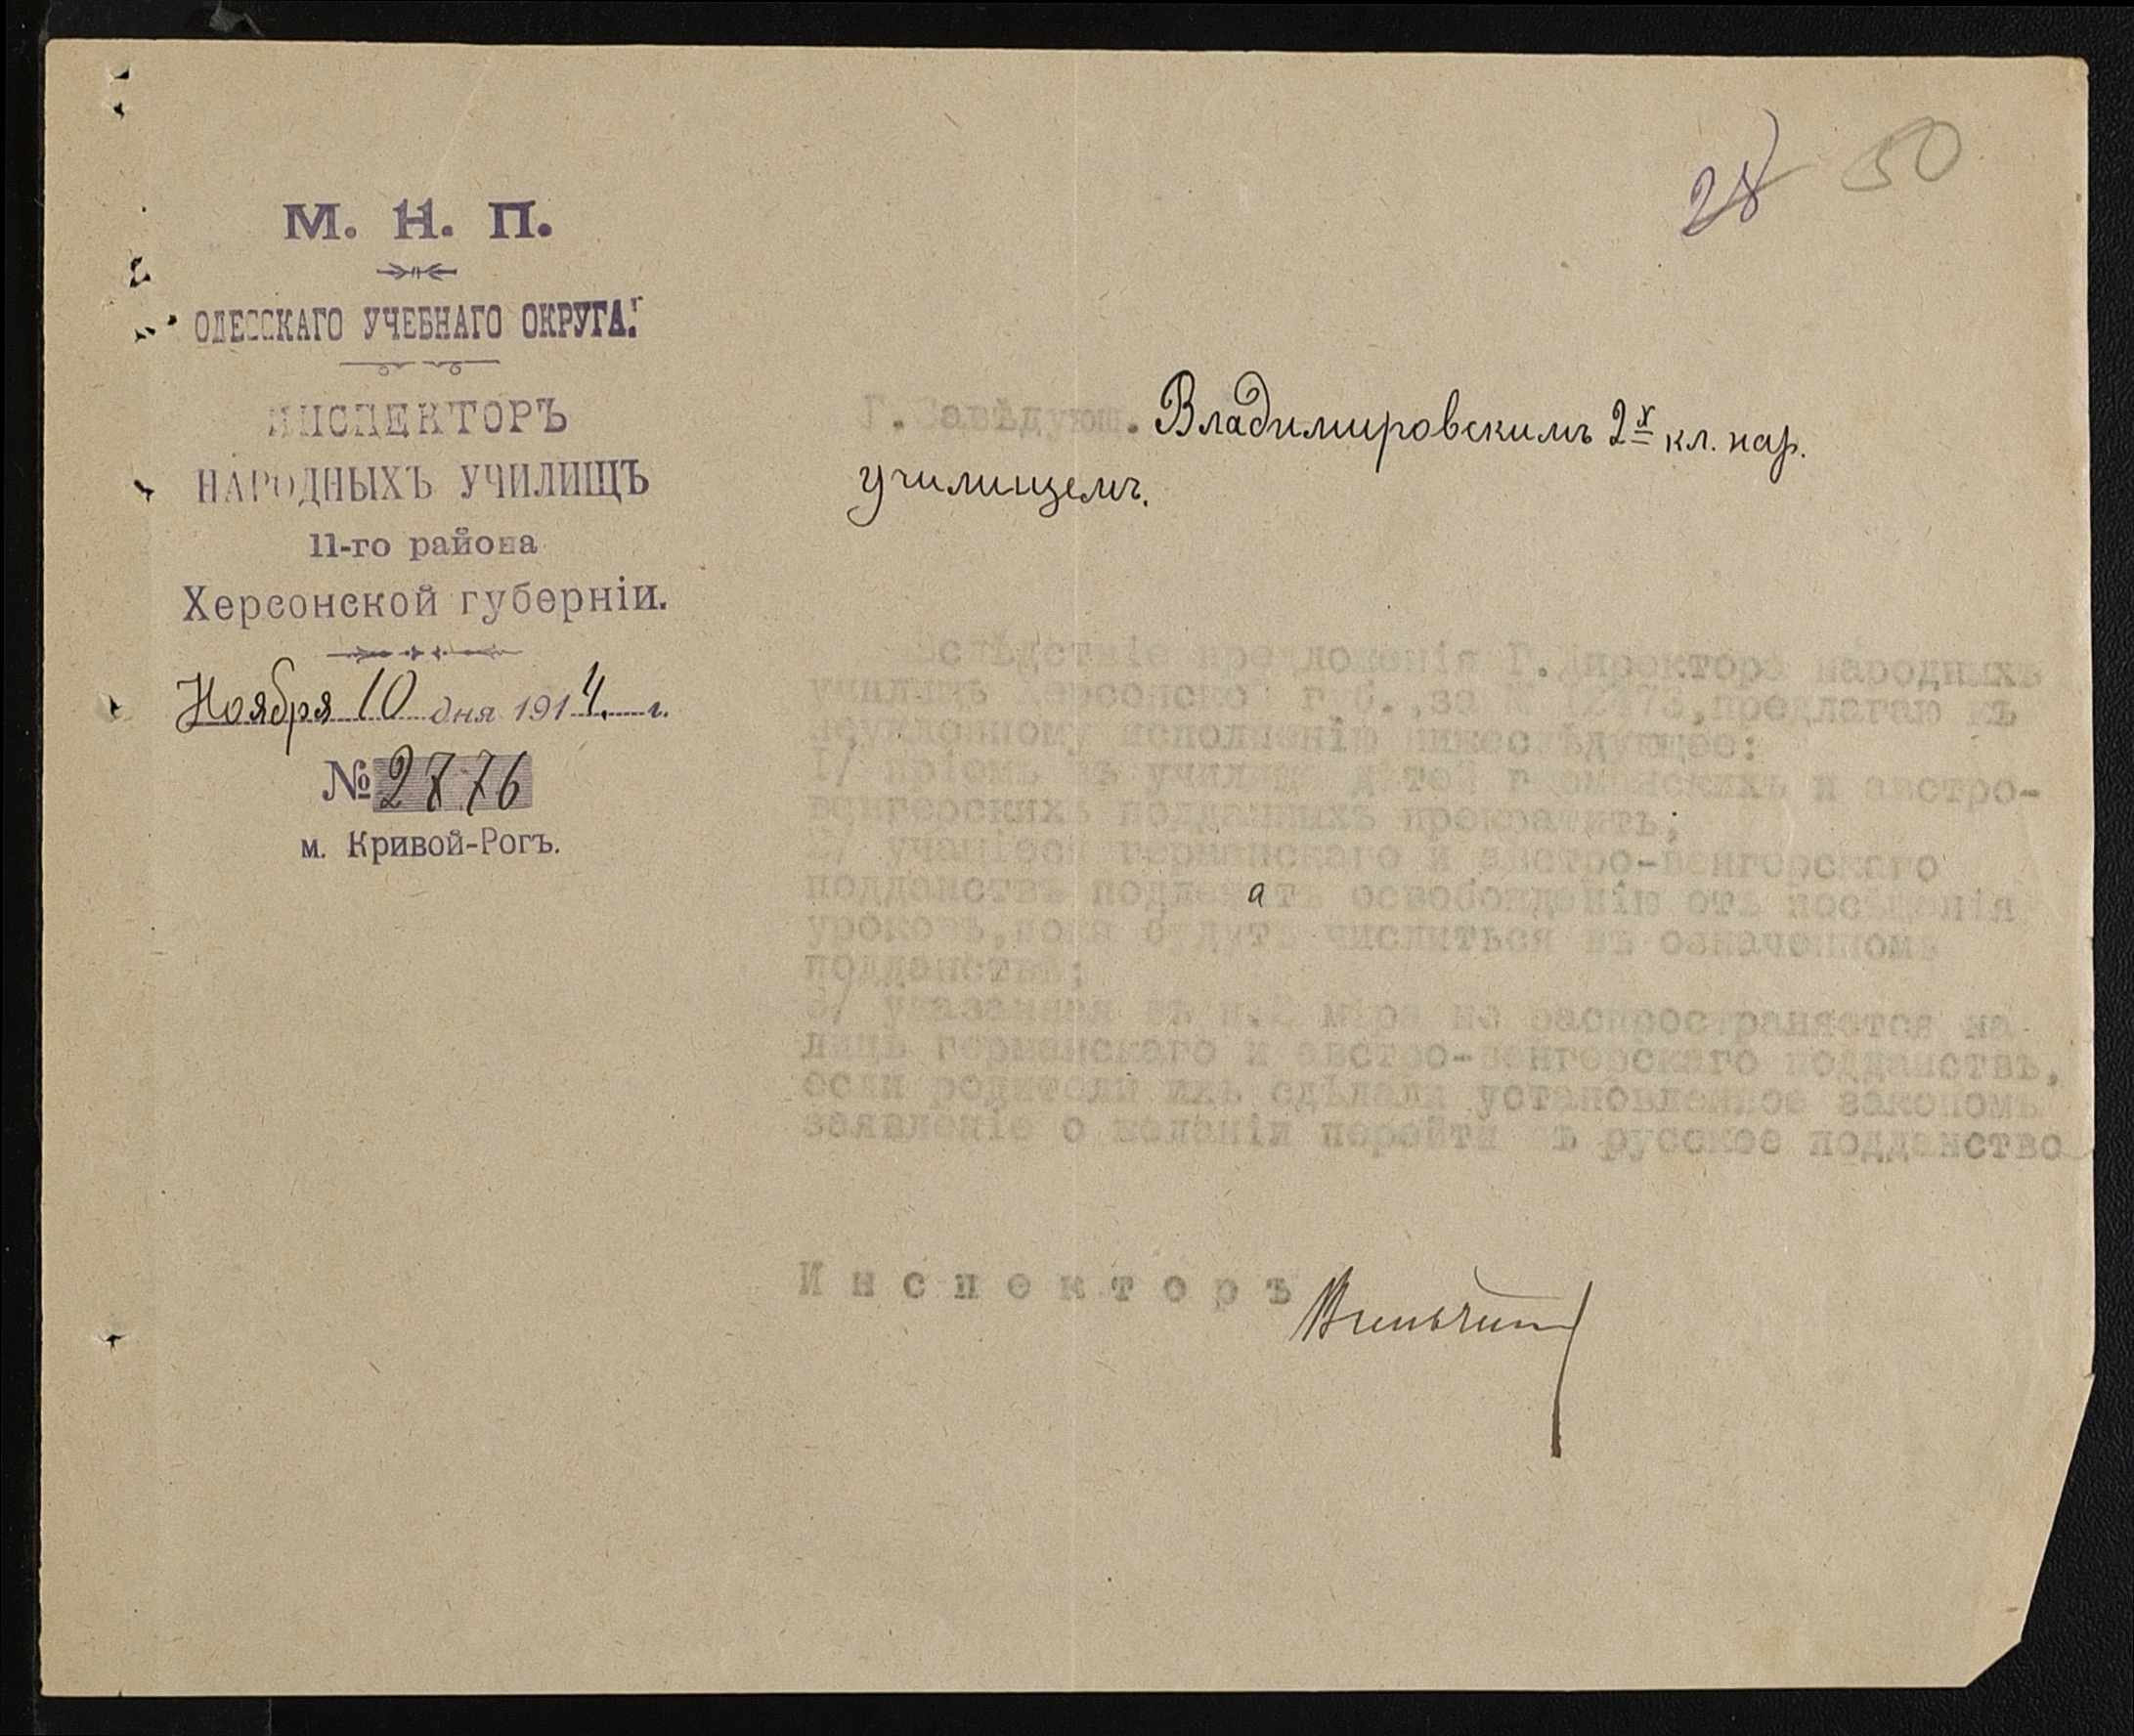 28 50
М. Н. П.
ОДЕССКАГО УЧЕБНАГО ОКРУГА.
ИНСПЕКТОРЪ
НАРОДНЫХЪ УЧИЛИЩЪ
11-го района
Херсонской губерніи.
Ноября 10 дня 1914 г.
№ 2776
м. Кривой-Рогъ.
Г. Завѣдующ. Владимировскимъ 2х кл. нар.
училищемъ.
Вслѣдствіе предложенія Г. Директора народныхъ
училищъ Херсонской губ., за № 12473, предлагаю къ
неуклонному исполненію нижеслѣдующее:
1/ пріемъ въ училища дѣтей германскихъ и австро-
венгерскихъ подданныхъ прекратить;
2/ учащіеся германскаго и австро-венгерскаго
подданствъ подлежатъ освобожденію отъ посѣщенія
уроковъ, пока будутъ числиться въ означенномъ
подданствѣ;
3/ указанная въ п.2 мѣра не распространяется на
лицъ германскаго и австро-венгерскаго подданствъ,
если родители ихъ сдѣлали установленное закономъ
заявленіе о желаніи перейти въ русское подданство
Инспекторъ